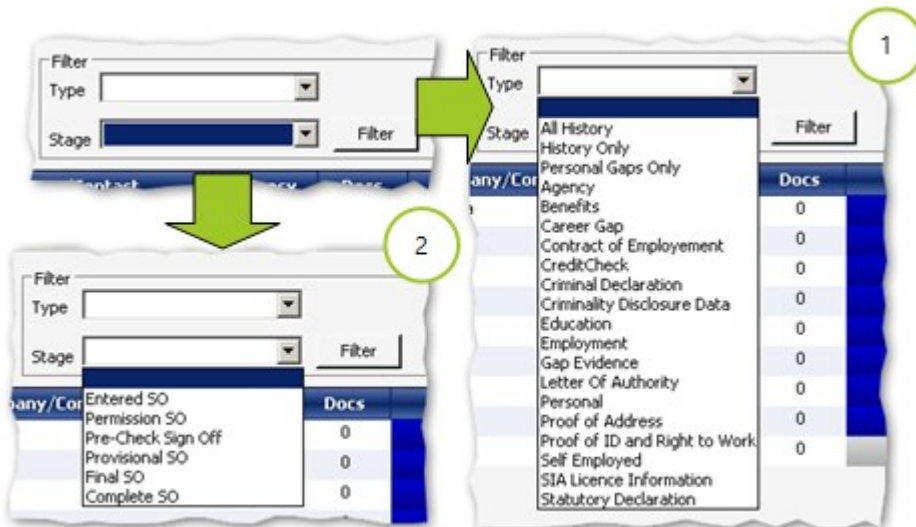 Filter
Type
Stage
Filter
1
Filter
Type
Stage
Filter
All History
History Only
Personal Gaps Only
Agency
Benefits
Career Gap
Contract of Employement
CreditCheck
Criminal Declaration
Criminality Disclosure Data
Education
Employment
Gap Evidence
Letter Of Authority
Personal
Proof of Address
Proof of ID and Right to Work
Self Employed
SIA Licence Information
Statutory Declaration
Docs
0
0
0
0
0
0
0
0
0
2
Filter
Type
Stage
Filter
Entered SO
Permission SO
Pre-Check Sign Off
Provisional SO
Final SO
Complete SO
Docs
0
0
0